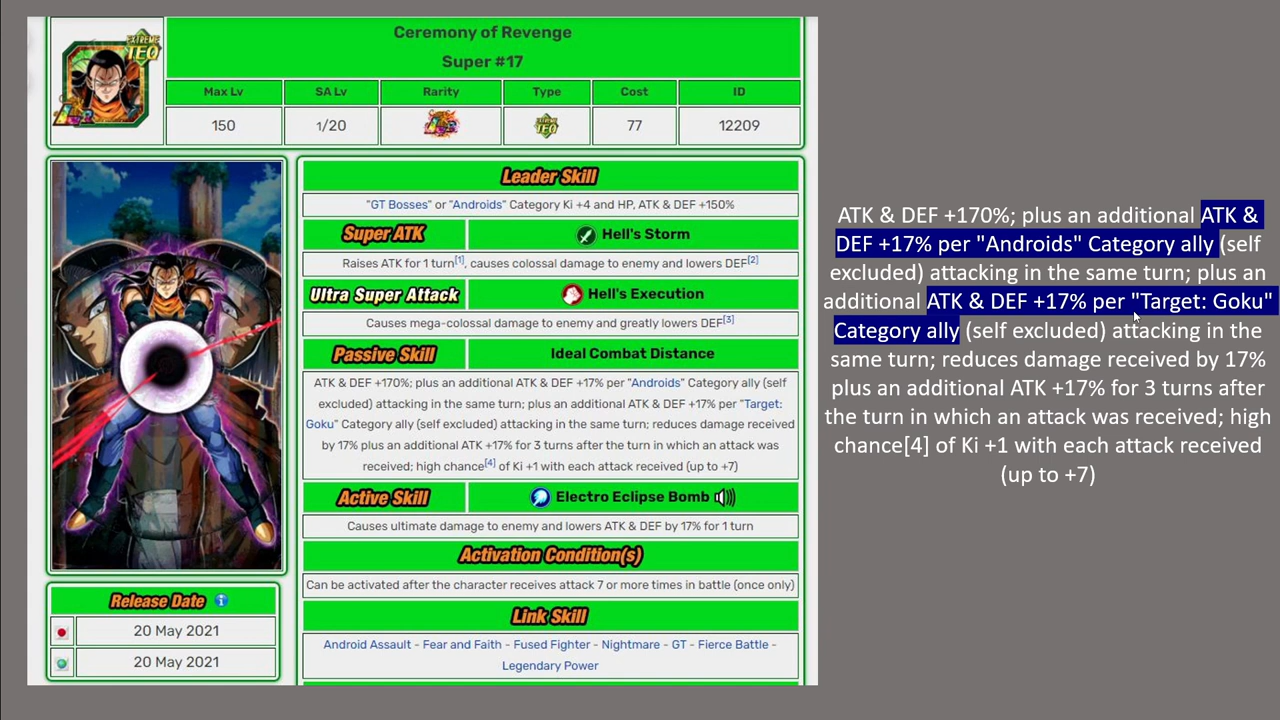 EXTREME
TEQ
LR
Ceremony of Revenge
Super #17
Max Lv
SA Lv
Rarity
Type
Cost
ID
150
1/20
LR
EXTREME
TEQ
77
12209
Leader Skill
"GT Bosses" or "Androids" Category Ki +4 and HP, ATK & DEF +150%
Super ATK
Hell's Storm
Raises ATK for 1 turn[1], causes colossal damage to enemy and lowers DEF[2]
Ultra Super Attack
Hell's Execution
Causes mega-colossal damage to enemy and greatly lowers DEF[3]
Passive Skill
Ideal Combat Distance
ATK & DEF +170%; plus an additional ATK & DEF +17% per "Androids" Category ally (self
excluded) attacking in the same turn; plus an additional ATK & DEF +17% per "Target:
Goku" Category ally (self excluded) attacking in the same turn; reduces damage received
by 17% plus an additional ATK +17% for 3 turns after the turn in which an attack was
received; high chance[4] of Ki +1 with each attack received (up to +7)
Active Skill
Electro Eclipse Bomb
Causes ultimate damage to enemy and lowers ATK & DEF by 17% for 1 turn
Activation Condition(s)
Can be activated after the character receives attack 7 or more times in battle (once only)
Link Skill
Android Assault - Fear and Faith - Fused Fighter - Nightmare - GT - Fierce Battle -
Legendary Power
Release Date
20 May 2021
20 May 2021
ATK & DEF +170%; plus an additional ATK &
DEF +17% per "Androids" Category ally (self
excluded) attacking in the same turn; plus an
additional ATK & DEF +17% per "Target: Goku"
Category ally (self excluded) attacking in the
same turn; reduces damage received by 17%
plus an additional ATK +17% for 3 turns after
the turn in which an attack was received; high
chance[4] of Ki +1 with each attack received
(up to +7)